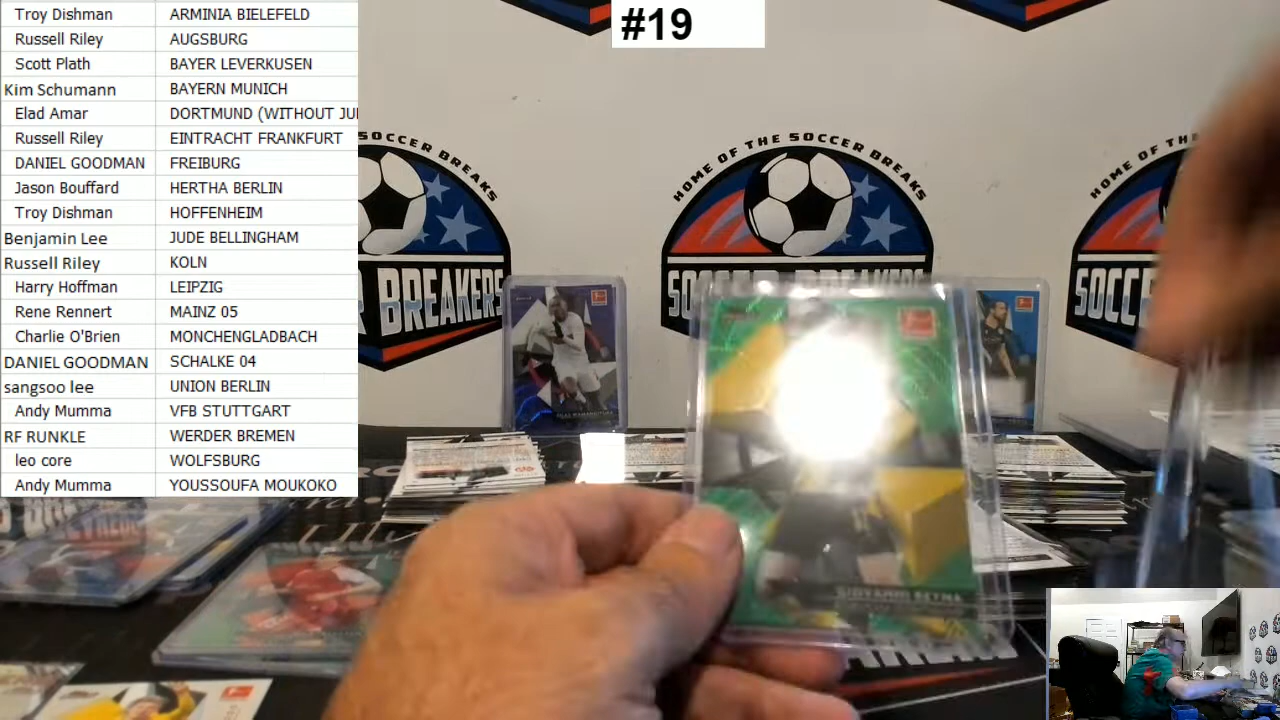 #19
Troy Dishman ARMINIA BIELEFELD
Russell Riley AUGSBURG
Scott Plath BAYER LEVERKUSEN
Kim Schumann BAYERN MUNICH
Elad Amar DORTMUND (WITHOUT JU
Russell Riley EINTRACHT FRANKFURT
DANIEL GOODMAN FREIBURG
Jason Bouffard HERTHA BERLIN
Troy Dishman HOFFENHEIM
Benjamin Lee JUDE BELLINGHAM
Russell Riley KOLN
Harry Hoffman LEIPZIG
Rene Rennert MAINZ 05
Charlie O'Brien MONCHENGLADBACH
DANIEL GOODMAN SCHALKE 04
sangsoo lee UNION BERLIN
Andy Mumma VFB STUTTGART
RF RUNKLE WERDER BREMEN
leo core WOLFSBURG
Andy Mumma YOUSSOUFA MOUKOKO
SOCCER BREAKS
BREAKERS
HOME OF THE SOCCER BREAKS
SOCCER BREAKERS
HOME OF THE
SOCC
GIOVANNI REYNA